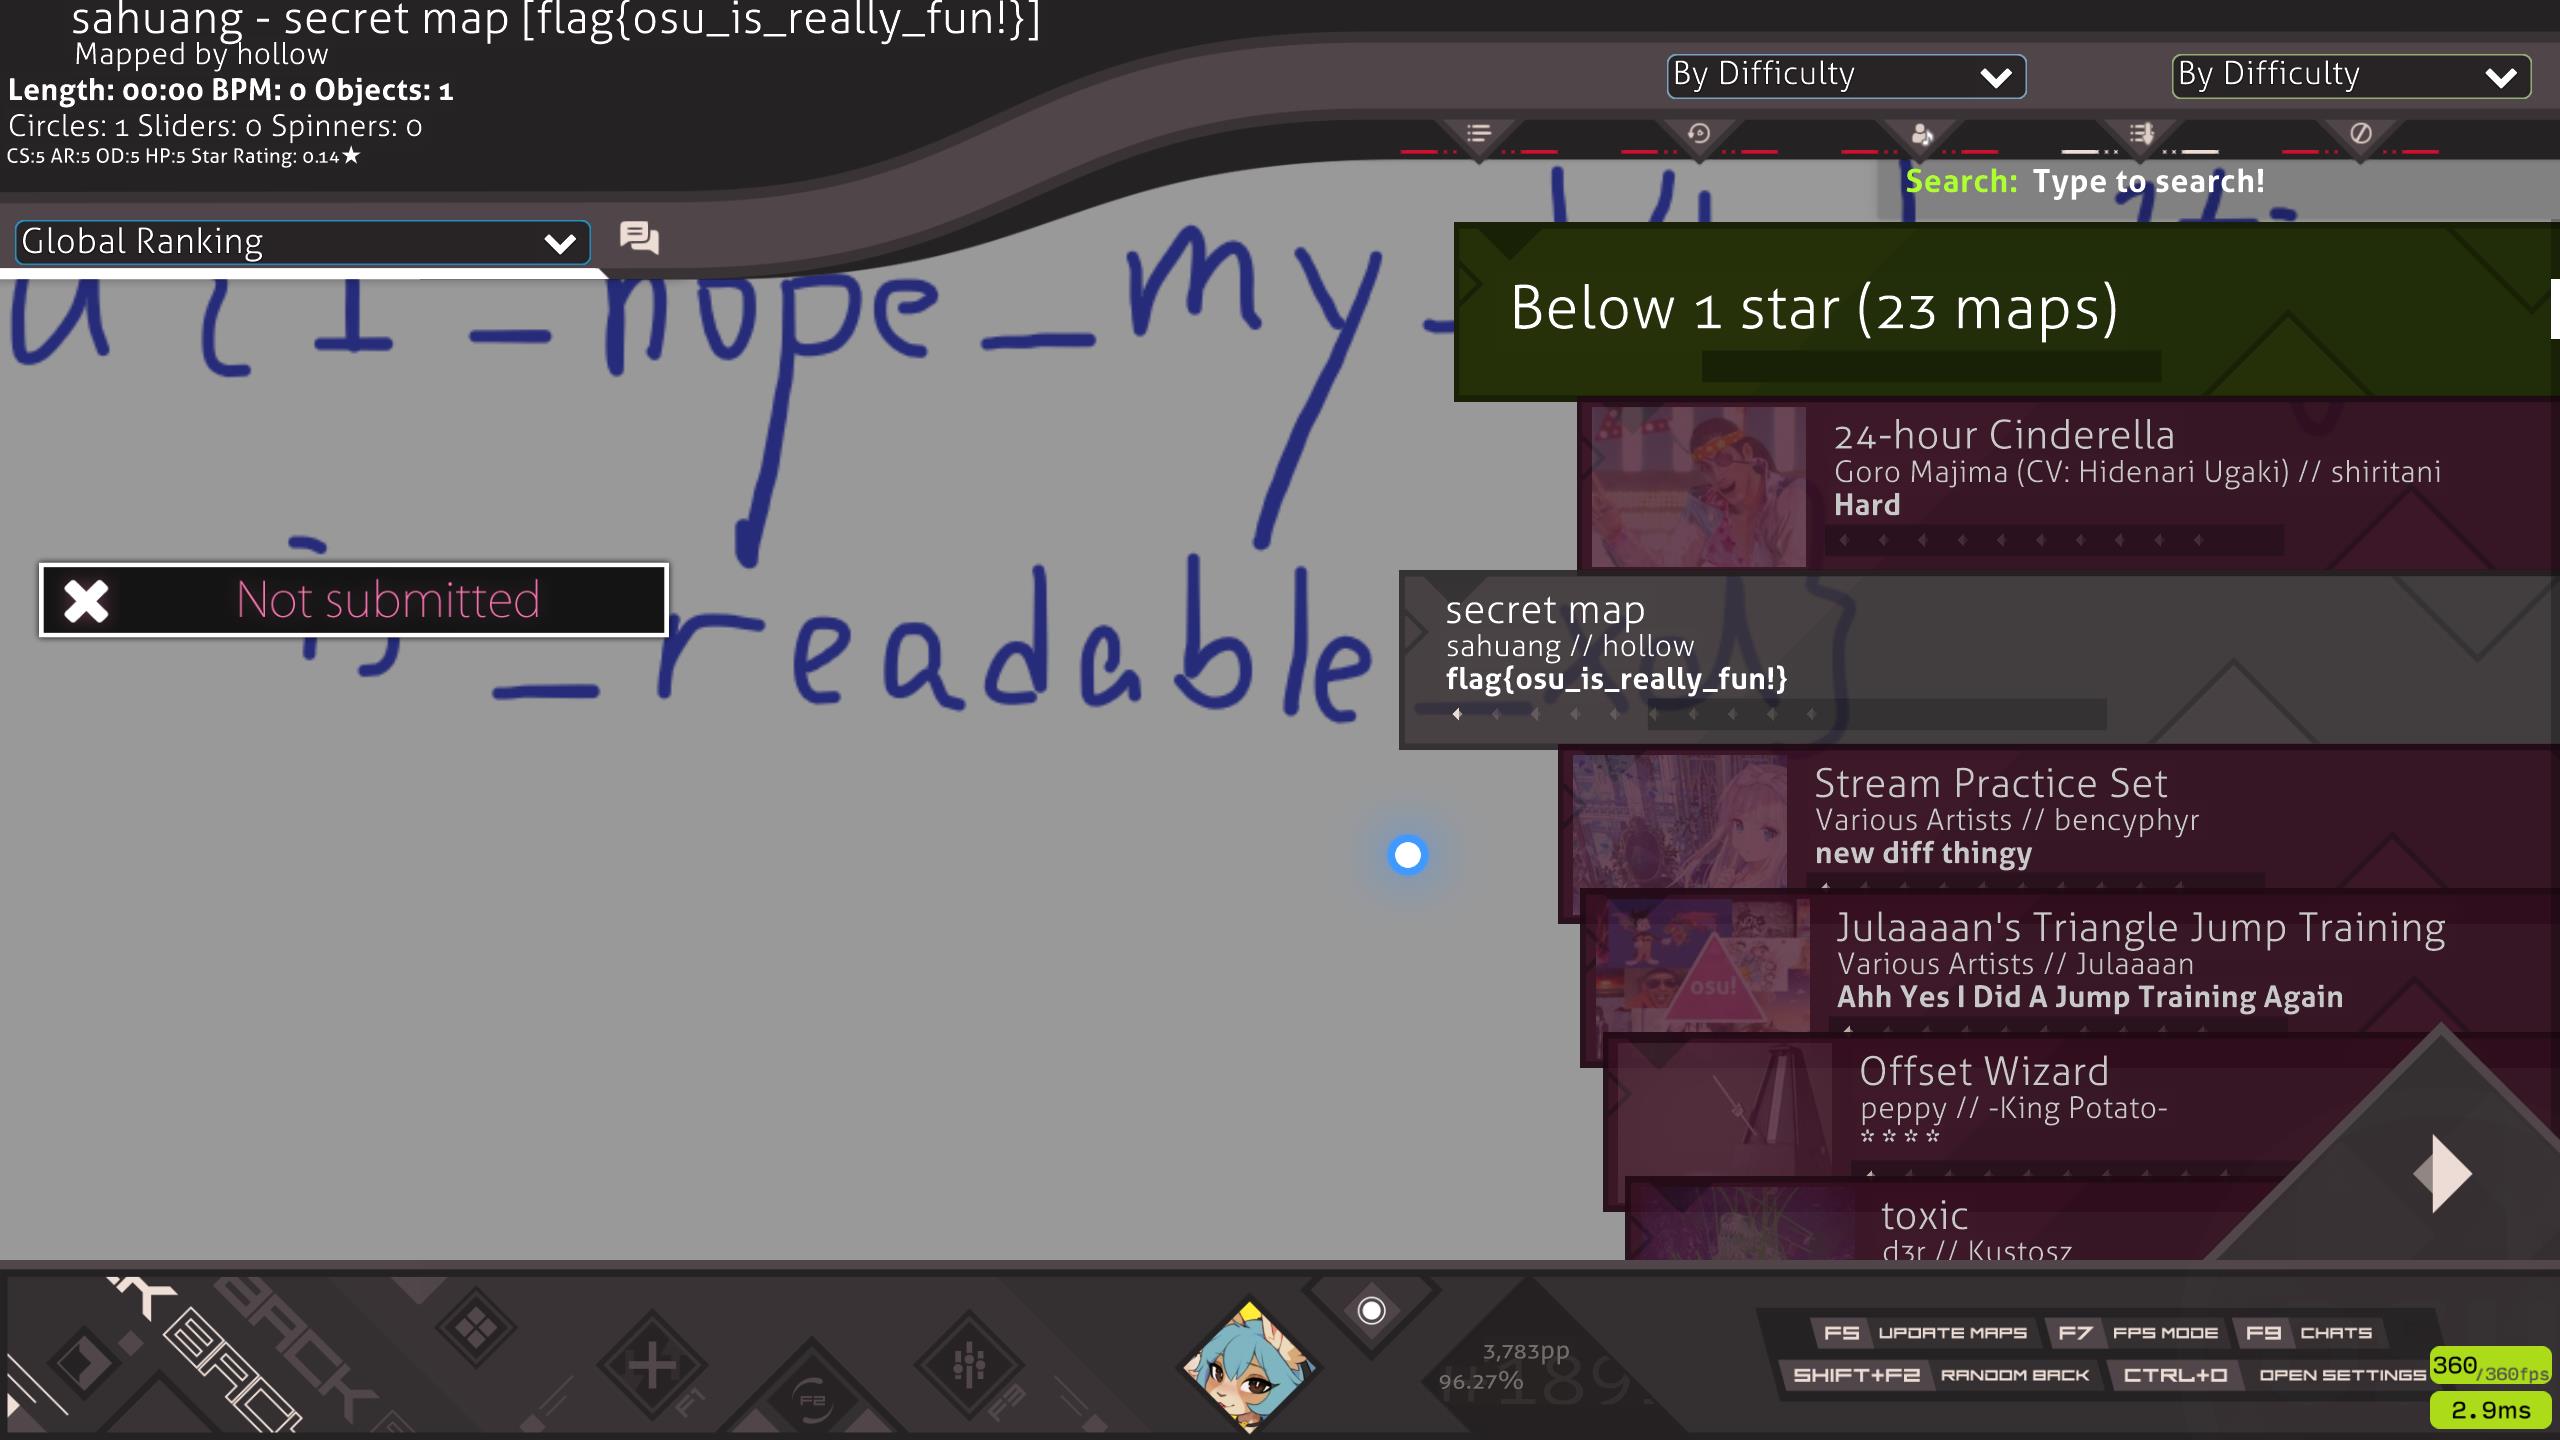 sahuang - secret map [flag{osu_is_really_fun!}]
Mapped by hollow
Length: 00:00 BPM: 0 Objects: 1
Circles: 1 Sliders: 0 Spinners: 0
CS:5 AR:5 OD:5 HP:5 Star Rating: 0.14★
By Difficulty
By Difficulty
Search: Type to search!
Global Ranking
u{I_hope_my_
is_readable_xd}
Not submitted
Below 1 star (23 maps)
24-hour Cinderella
Goro Majima (CV: Hidenari Ugaki) // shiritani
Hard
secret map
sahuang // hollow
flag{osu_is_really_fun!}
Stream Practice Set
Various Artists // bencyphyr
new diff thingy
Julaaaan's Triangle Jump Training
Various Artists // Julaaaan
Ahh Yes I Did A Jump Training Again
osu!
Offset Wizard
peppy // -King Potato-
****
toxic
d3r // Kustosz
BACK
BACK
F1
F2
F3
3,783pp
96.27%
F5 UPDATE MAPS F7 FPS MODE F9 CHATS
SHIFT+F2 RANDOM BACK CTRL+O OPEN SETTINGS
360/360fps
2.9ms